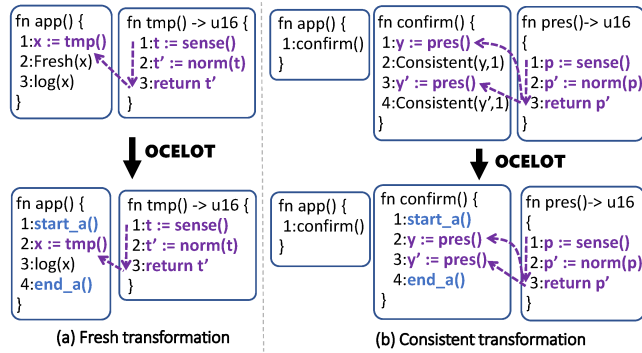 fn app() {
1:x := tmp()
2:Fresh(x)
3:log(x)
}
fn tmp() -> u16 {
1:t := sense()
2:t' := norm(t)
3:return t'
}
fn app() {
1:confirm()
}
fn confirm() {
1:y := pres()
2:Consistent(y,1)
3:y' := pres()
4:Consistent(y',1)
}
fn pres() -> u16
{
1:p := sense()
2:p' := norm(p)
3:return p'
}
OCELOT
OCELOT
fn app() {
1:start_a()
2:x := tmp()
3:log(x)
4:end_a()
}
fn tmp() -> u16 {
1:t := sense()
2:t' := norm(t)
3:return t'
}
fn app() {
1:confirm()
}
fn confirm() {
1:start_a()
2:y := pres()
3:y' := pres()
4:end_a()
}
fn pres()-> u16
{
1:p := sense()
2:p' := norm(p)
3:return p'
}
(a) Fresh transformation
(b) Consistent transformation